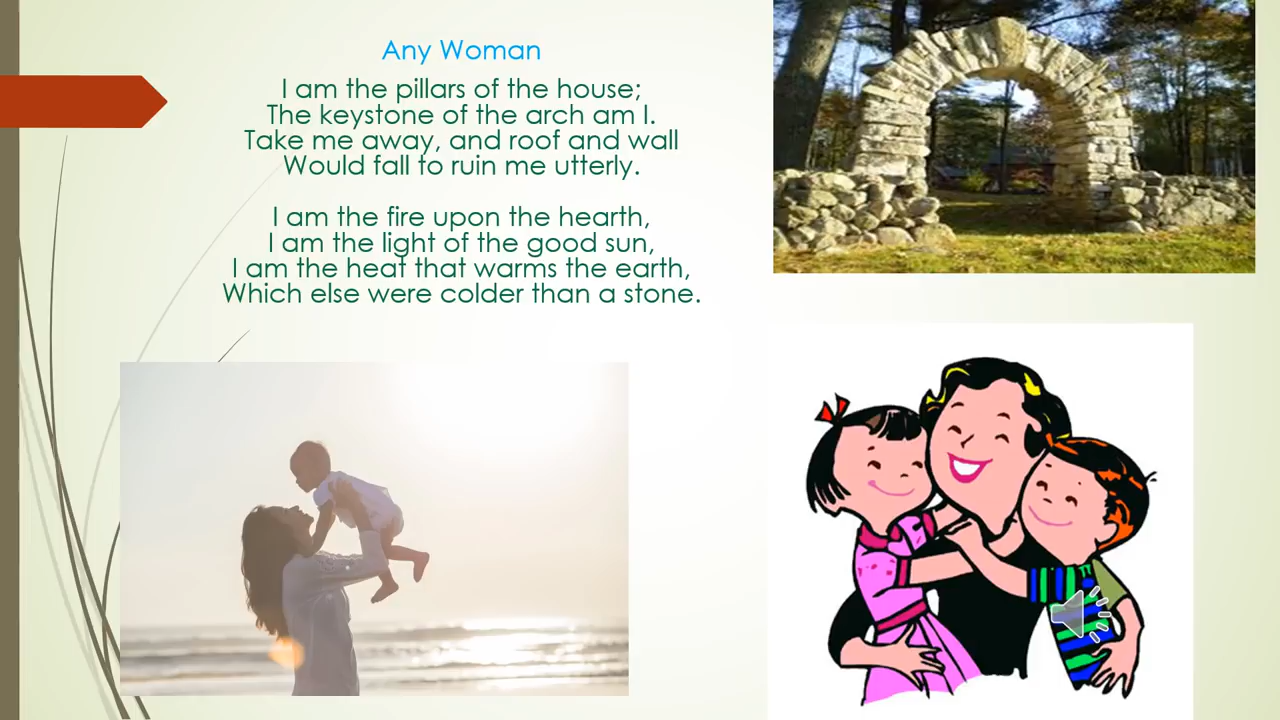 Any Woman
I am the pillars of the house;
The keystone of the arch am I.
Take me away, and roof and wall
Would fall to ruin me utterly.
I am the fire upon the hearth,
I am the light of the good sun,
I am the heat that warms the earth,
Which else were colder than a stone.